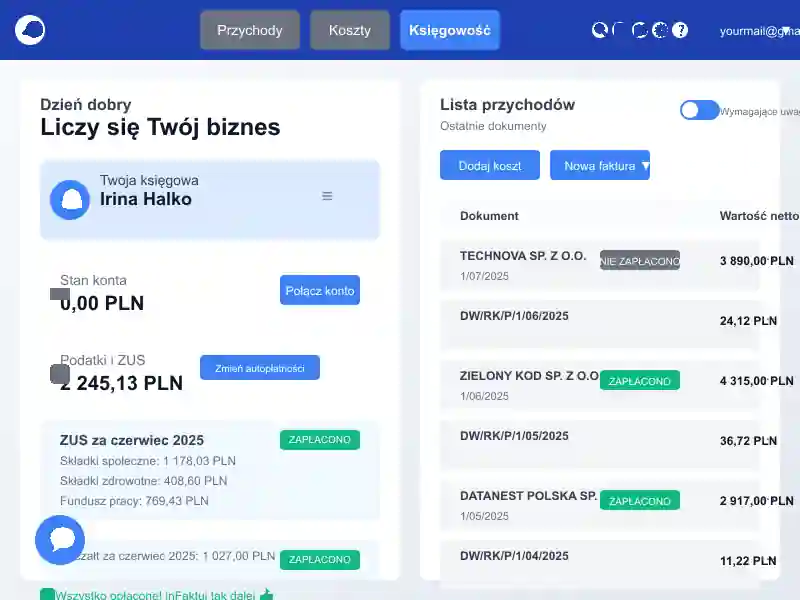 Przychody
Koszty
Księgowość
?
yourmail@gma
Dzień dobry
Liczy się Twój biznes
Twoja księgowa
Irina Halko
Stan konta
0,00 PLN
Połącz konto
Podatki i ZUS
2 245,13 PLN
Zmień autopłatności
ZUS za czerwiec 2025
ZAPŁACONO
Składki społeczne: 1 178,03 PLN
Składki zdrowotne: 408,60 PLN
Fundusz pracy: 769,43 PLN
za czerwiec 2025: 1 027,00 PLN
ZAPŁACONO
Wszystko opłacone! inFaktuj tak dalej
Lista przychodów
Ostatnie dokumenty
Wymagające uwag
Dodaj koszt
Nowa faktura ▼
Dokument
Wartość netto
TECHNOVA SP. Z O.O.
NIE ZAPŁACONO
3 890,00 PLN
1/07/2025
DW/RK/P/1/06/2025
24,12 PLN
ZIELONY KOD SP. Z O.O
ZAPŁACONO
4 315,00 PLN
1/06/2025
DW/RK/P/1/05/2025
36,72 PLN
DATANEST POLSKA SP.
ZAPŁACONO
2 917,00 PLN
1/05/2025
DW/RK/P/1/04/2025
11,22 PLN